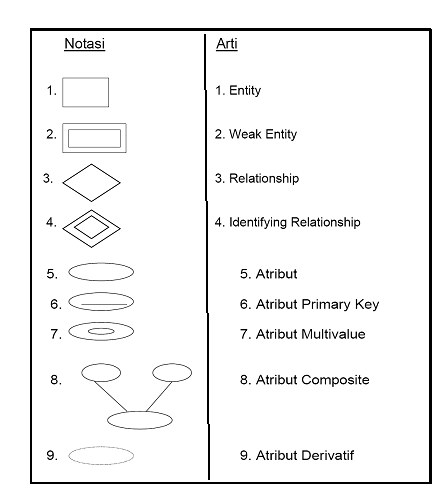 Notasi Arti
1. 1. Entity
2. 2. Weak Entity
3. 3. Relationship
4. 4. Identifying Relationship
5. 5. Atribut
6. 6. Atribut Primary Key
7. 7. Atribut Multivalue
8. 8. Atribut Composite
9. 9. Atribut Derivatif